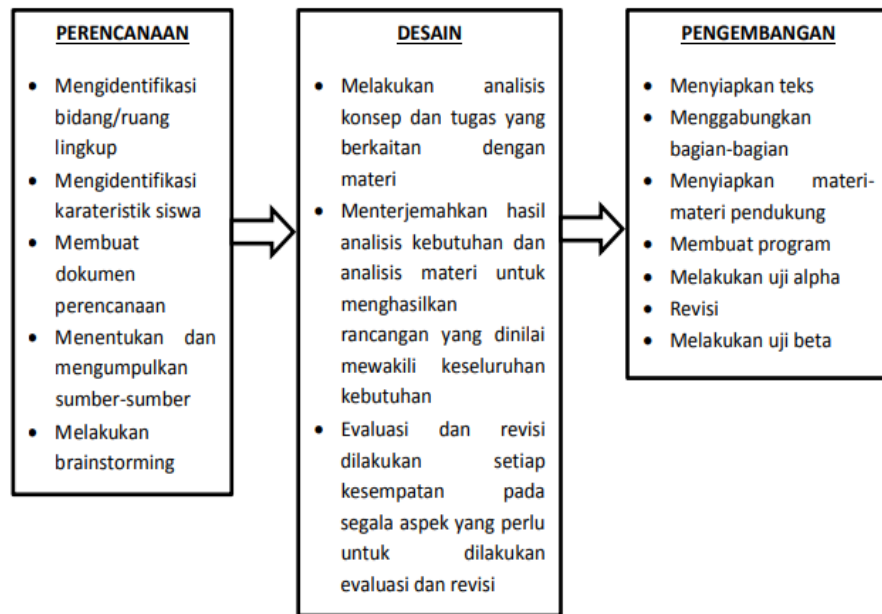 PERENCANAAN
• Mengidentifikasi
bidang/ruang
lingkup
• Mengidentifikasi
karateristik siswa
• Membuat
dokumen
perencanaan
• Menentukan dan
mengumpulkan
sumber-sumber
• Melakukan
brainstorming
DESAIN
• Melakukan analisis
konsep dan tugas yang
berkaitan dengan
materi
• Menterjemahkan hasil
analisis kebutuhan dan
analisis materi untuk
menghasilkan
rancangan yang dinilai
mewakili keseluruhan
kebutuhan
• Evaluasi dan revisi
dilakukan setiap
kesempatan pada
segala aspek yang perlu
untuk dilakukan
evaluasi dan revisi
PENGEMBANGAN
• Menyiapkan teks
• Menggabungkan
bagian-bagian
• Menyiapkan materi-
materi pendukung
• Membuat program
• Melakukan uji alpha
• Revisi
• Melakukan uji beta